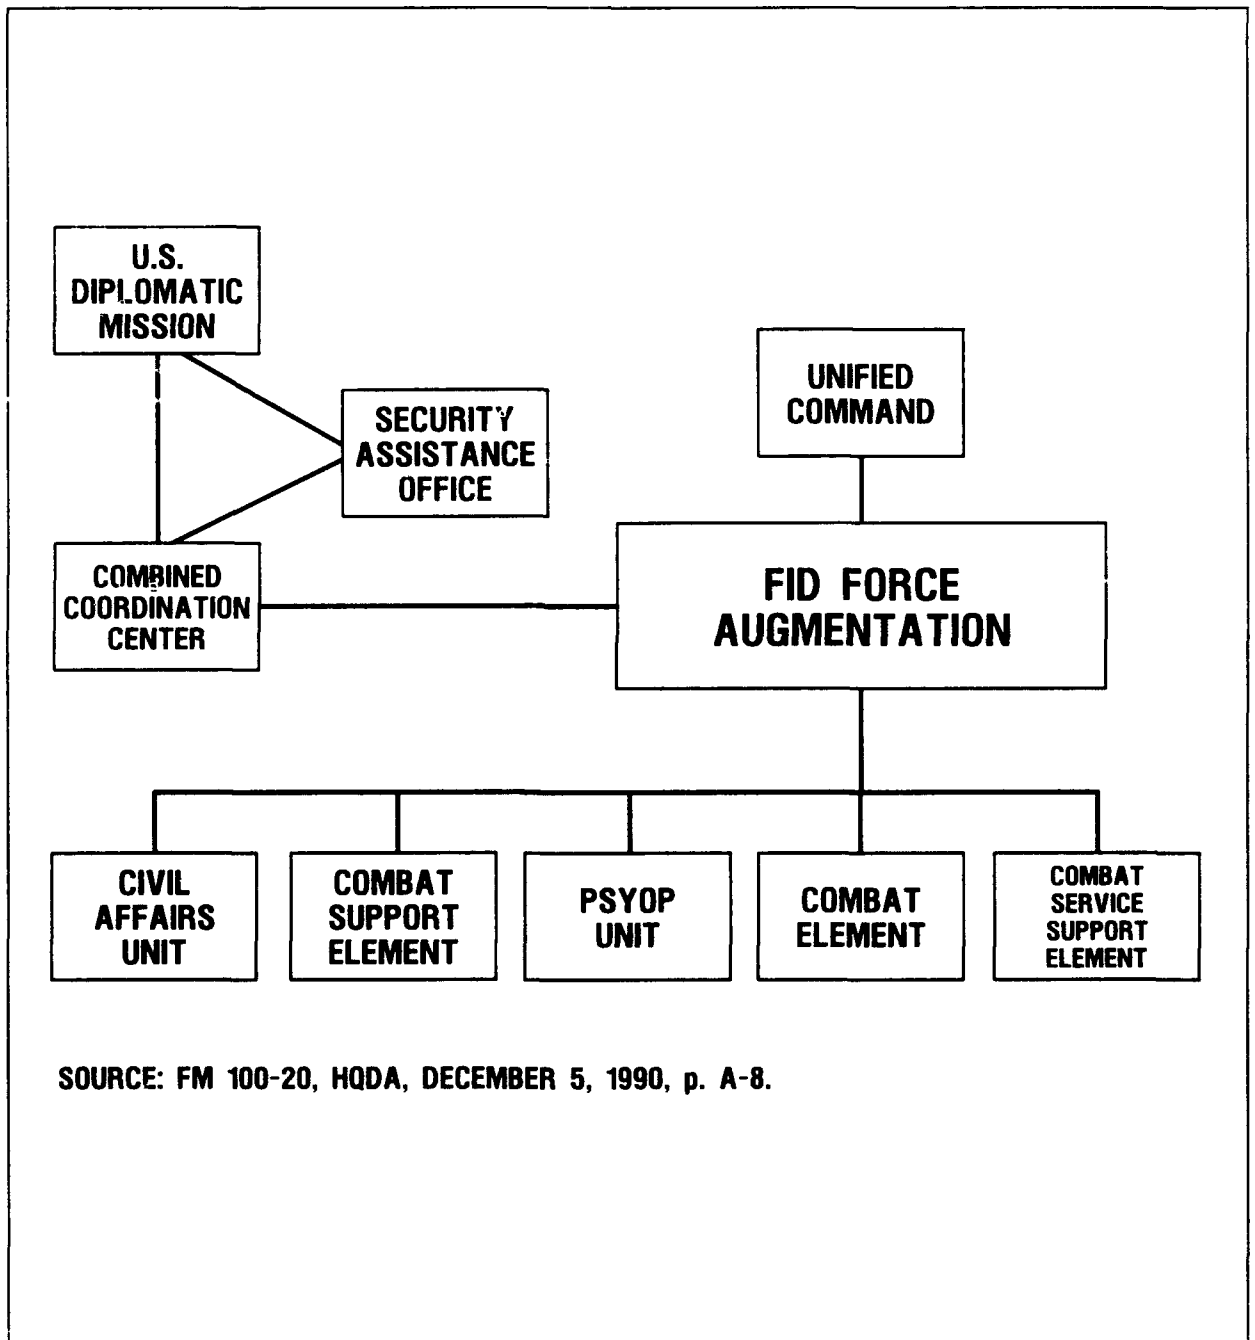 U.S.
DIPLOMATIC
MISSION
SECURITY
ASSISTANCE
OFFICE
UNIFIED
COMMAND
COMBINED
COORDINATION
CENTER
FID FORCE
AUGMENTATION
CIVIL
AFFAIRS
UNIT
COMBAT
SUPPORT
ELEMENT
PSYOP
UNIT
COMBAT
ELEMENT
COMBAT
SERVICE
SUPPORT
ELEMENT
SOURCE: FM 100-20, HQDA, DECEMBER 5, 1990, p. A-8.